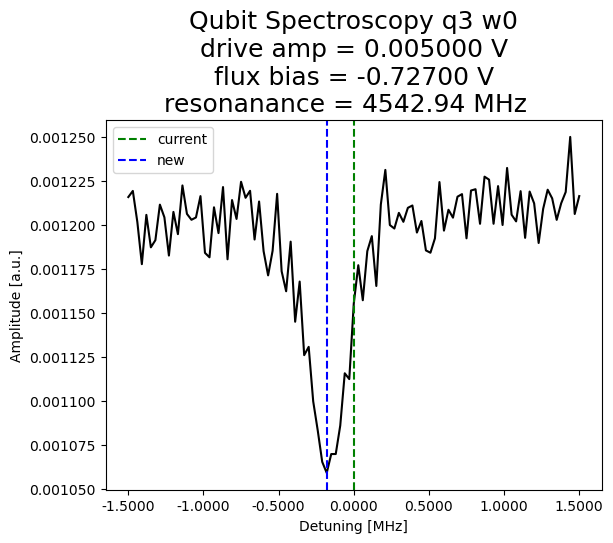 Qubit Spectroscopy q3 w0
drive amp = 0.005000 V
flux bias = -0.72700 V
resonanance = 4542.94 MHz
current
new
0.001250
0.001225
0.001200
0.001175
0.001150
0.001125
0.001100
0.001075
0.001050
Amplitude [a.u.]
-1.5000 -1.0000 -0.5000 0.0000 0.5000 1.0000 1.5000
Detuning [MHz]